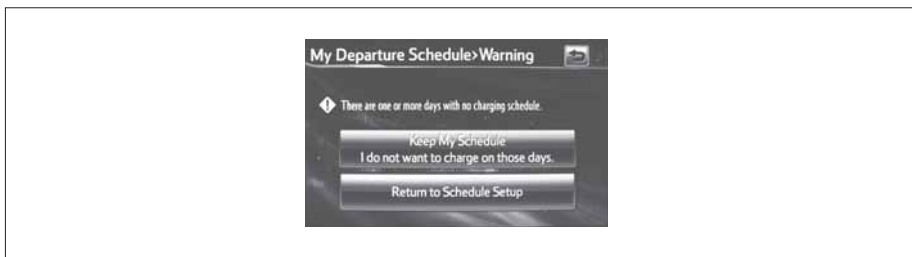 My Departure Schedule>Warning
There are one or more days with no charging schedule.
Keep My Schedule
I do not want to charge on those days.
Return to Schedule Setup